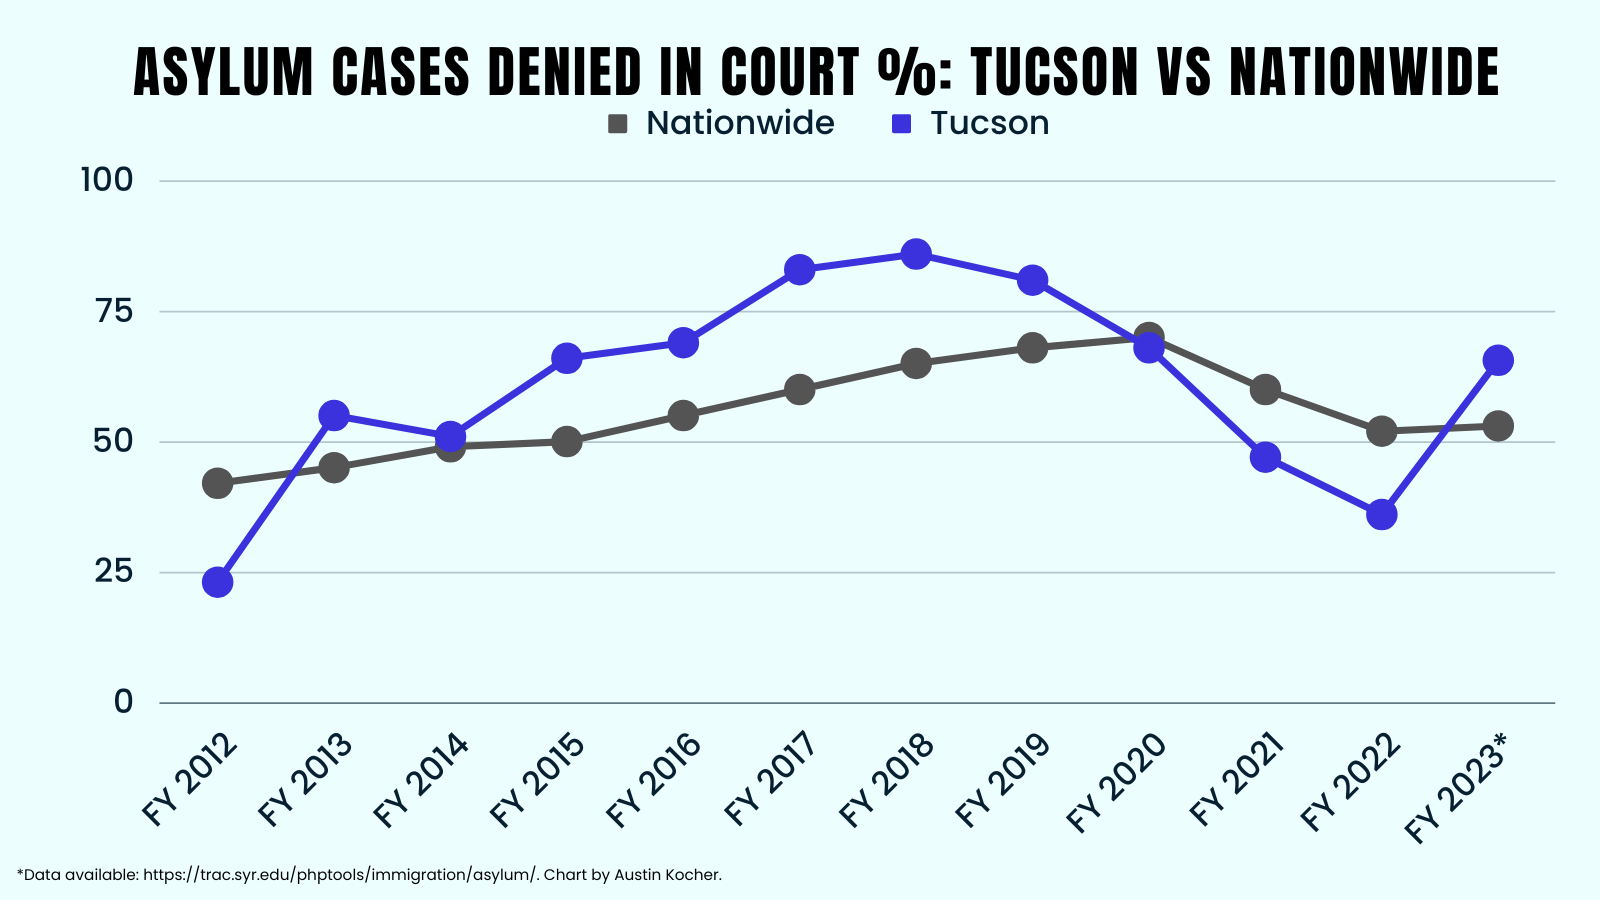 ASYLUM CASES DENIED IN COURT %: TUCSON VS NATIONWIDE
Nationwide Tucson
100
75
50
25
0
FY 2012 FY 2013 FY 2014 FY 2015 FY 2016 FY 2017 FY 2018 FY 2019 FY 2020 FY 2021 FY 2022 FY 2023*
*Data available: https://trac.syr.edu/phptools/immigration/asylum/. Chart by Austin Kocher.